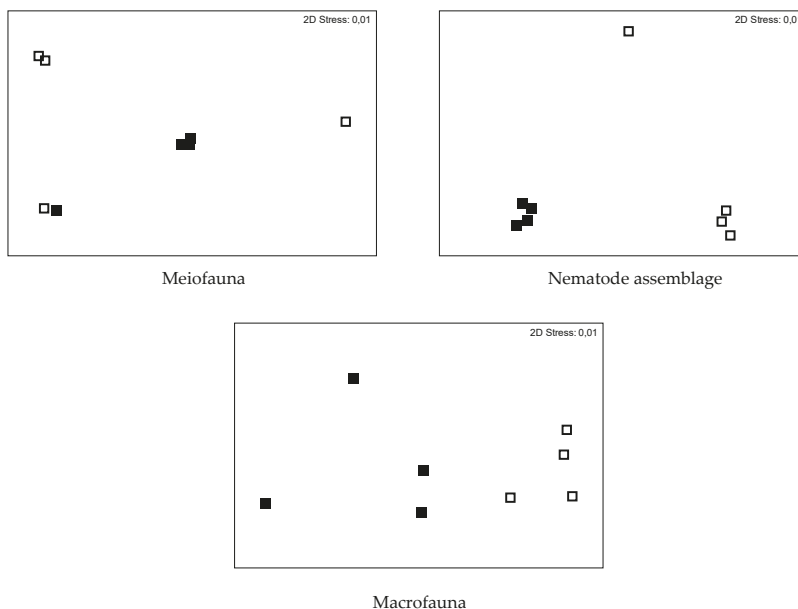 2D Stress: 0,01
2D Stress: 0,0
Meiofauna
Nematode assemblage
2D Stress: 0,01
Macrofauna